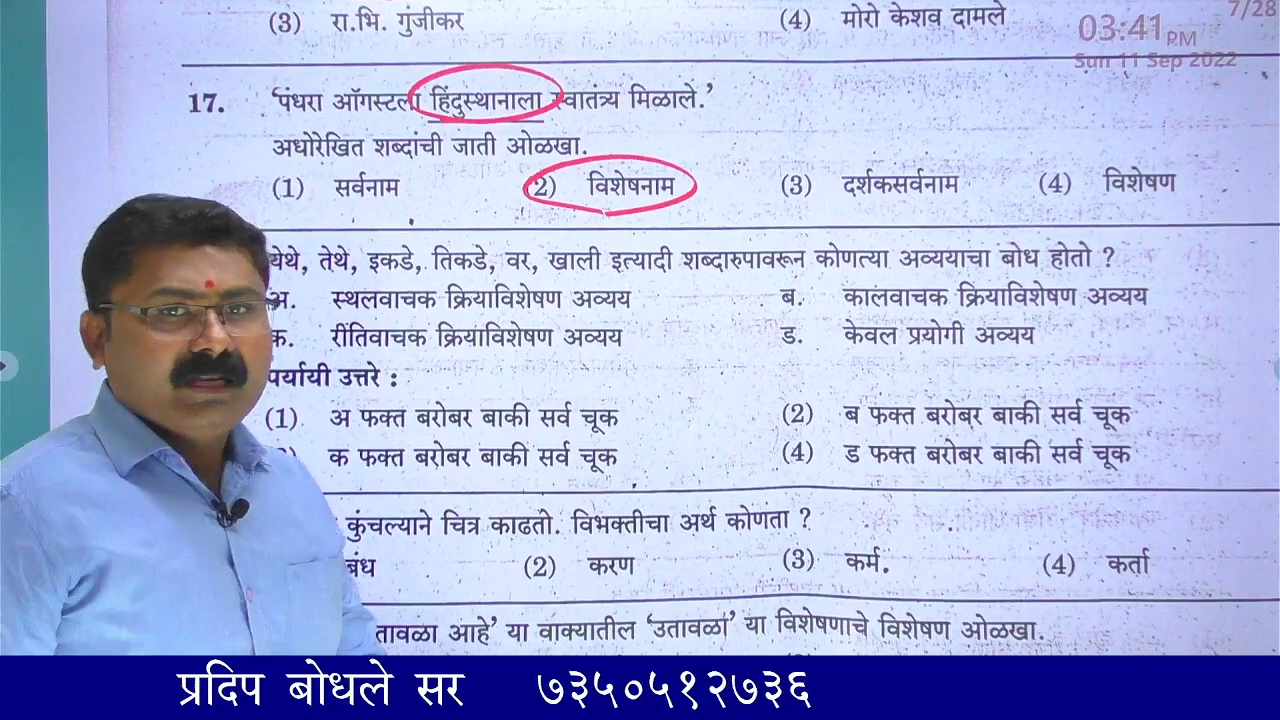 (3) रा.भि. गुंजीकर (4) मोरो केशव दामले
7/28
03:41 PM
Sun 11 Sep 2022
17. 'पंधरा ऑगस्टला हिंदुस्थानाला स्वातंत्र्य मिळाले.'
अधोरेखित शब्दांची जाती ओळखा.
(1) सर्वनाम (2) विशेषनाम (3) दर्शकसर्वनाम (4) विशेषण
येथे, तेथे, इकडे, तिकडे, वर, खाली इत्यादी शब्दारुपावरून कोणत्या अव्ययाचा बोध होतो ?
अ. स्थलवाचक क्रियाविशेषण अव्यय ब. कालवाचक क्रियाविशेषण अव्यय
क. रीतिवाचक क्रियाविशेषण अव्यय ड. केवल प्रयोगी अव्यय
पर्यायी उत्तरे :
(1) अ फक्त बरोबर बाकी सर्व चूक (2) ब फक्त बरोबर बाकी सर्व चूक
क फक्त बरोबर बाकी सर्व चूक (4) ड फक्त बरोबर बाकी सर्व चूक
कुंचल्याने चित्र काढतो. विभक्तीचा अर्थ कोणता ?
बंध (2) करण (3) कर्म. (4) कर्ता
तावळा आहे' या वाक्यातील 'उतावळा' या विशेषणाचे विशेषण ओळखा.
प्रदिप बोधले सर ७३५०५१२७३६